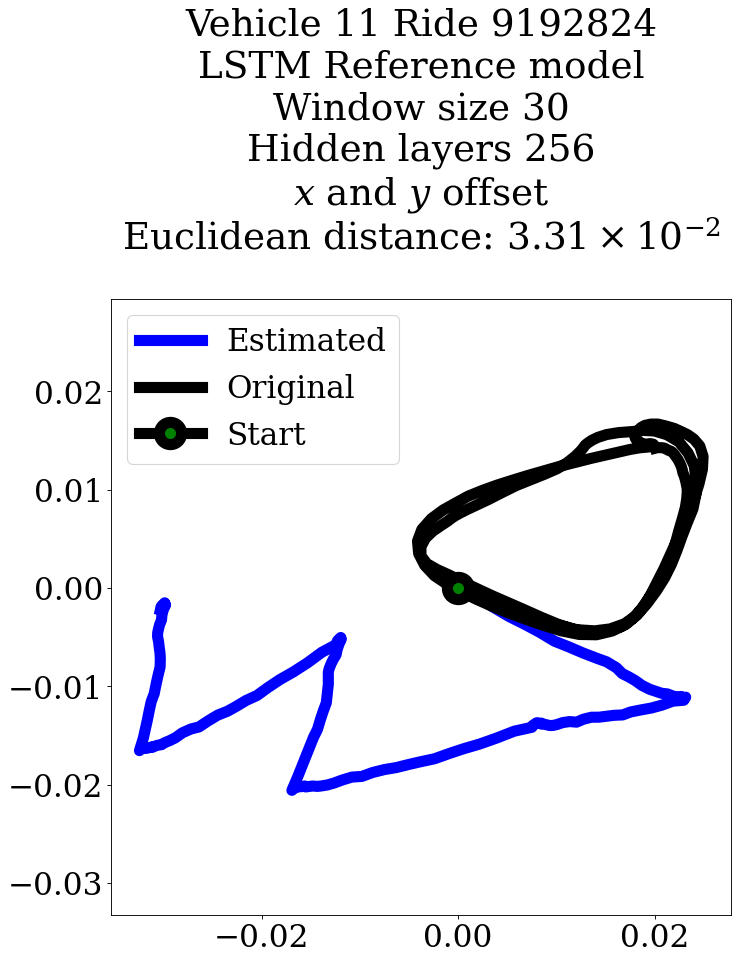 Vehicle 11 Ride 9192824
LSTM Reference model
Window size 30
Hidden layers 256
x and y offset
Euclidean distance: 3.31 × 10⁻²
Estimated
Original
Start
0.02
0.01
0.00
−0.01
−0.02
−0.03
−0.02 0.00 0.02